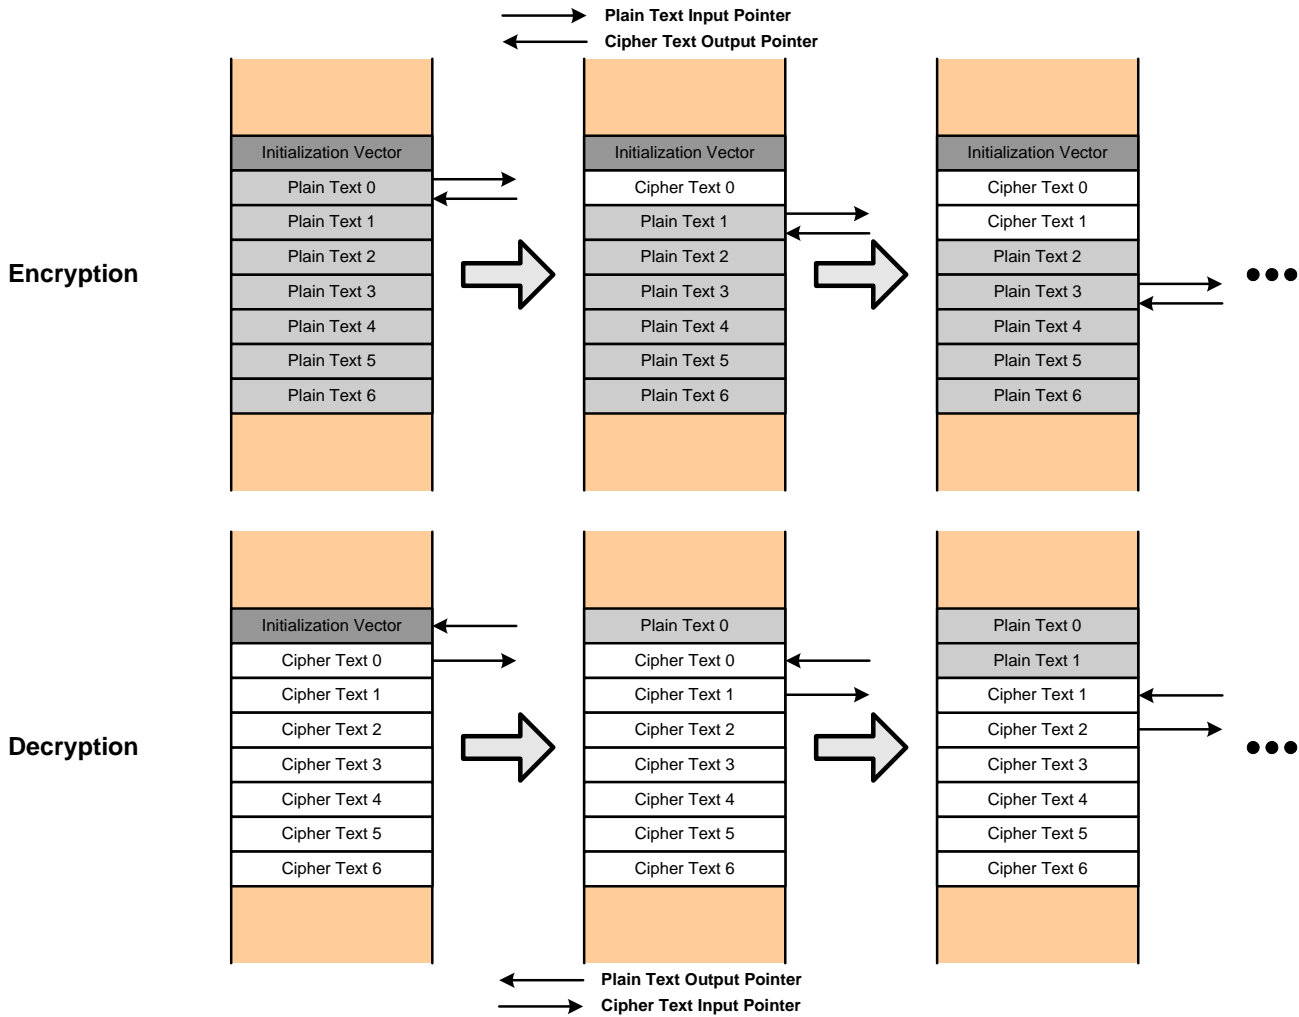 Plain Text Input Pointer
Cipher Text Output Pointer
Encryption
Initialization Vector
Plain Text 0
Plain Text 1
Plain Text 2
Plain Text 3
Plain Text 4
Plain Text 5
Plain Text 6
Initialization Vector
Cipher Text 0
Plain Text 1
Plain Text 2
Plain Text 3
Plain Text 4
Plain Text 5
Plain Text 6
Initialization Vector
Cipher Text 0
Cipher Text 1
Plain Text 2
Plain Text 3
Plain Text 4
Plain Text 5
Plain Text 6
Decryption
Initialization Vector
Cipher Text 0
Cipher Text 1
Cipher Text 2
Cipher Text 3
Cipher Text 4
Cipher Text 5
Cipher Text 6
Plain Text 0
Cipher Text 0
Cipher Text 1
Cipher Text 2
Cipher Text 3
Cipher Text 4
Cipher Text 5
Cipher Text 6
Plain Text 0
Plain Text 1
Cipher Text 1
Cipher Text 2
Cipher Text 3
Cipher Text 4
Cipher Text 5
Cipher Text 6
Plain Text Output Pointer
Cipher Text Input Pointer